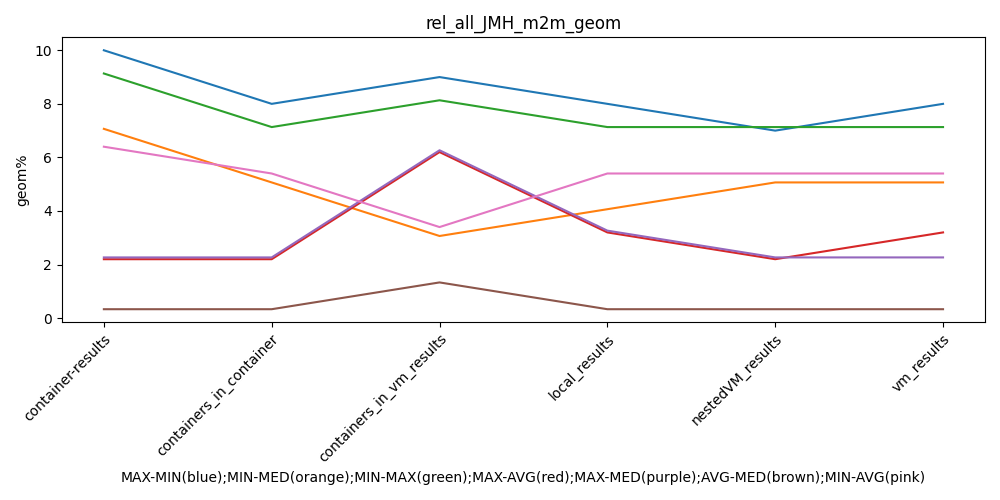 rel_all_JMH_m2m_geom
10
8
6
4
2
0
geom%
container-results
containers_in_container
containers_in_vm_results
local_results
nestedVM_results
vm_results
MAX-MIN(blue);MIN-MED(orange);MIN-MAX(green);MAX-AVG(red);MAX-MED(purple);AVG-MED(brown);MIN-AVG(pink)